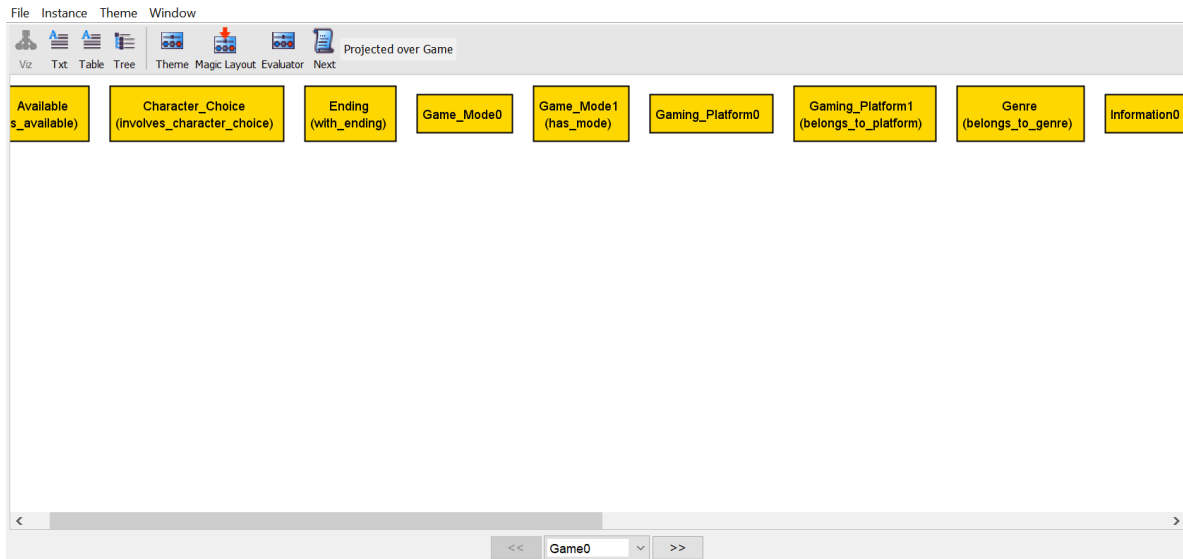 File Instance Theme Window
Viz Txt Table Tree Theme Magic Layout Evaluator Next Projected over Game
Available
s_available)
Character_Choice
(involves_character_choice)
Ending
(with_ending)
Game_Mode0
Game_Mode1
(has_mode)
Gaming_Platform0
Gaming_Platform1
(belongs_to_platform)
Genre
(belongs_to_genre)
Information0
<< Game0 >>